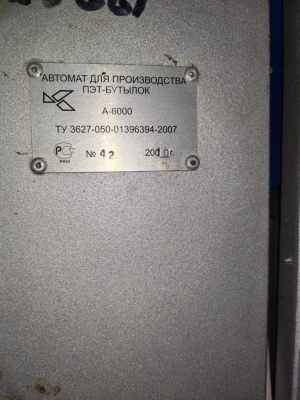 АВТОМАТ ДЛЯ ПРОИЗВОДСТВА
ПЭТ-БУТЫЛОК
А-6000
ТУ 3627-050-01396394-2007
№ 42 2010г.